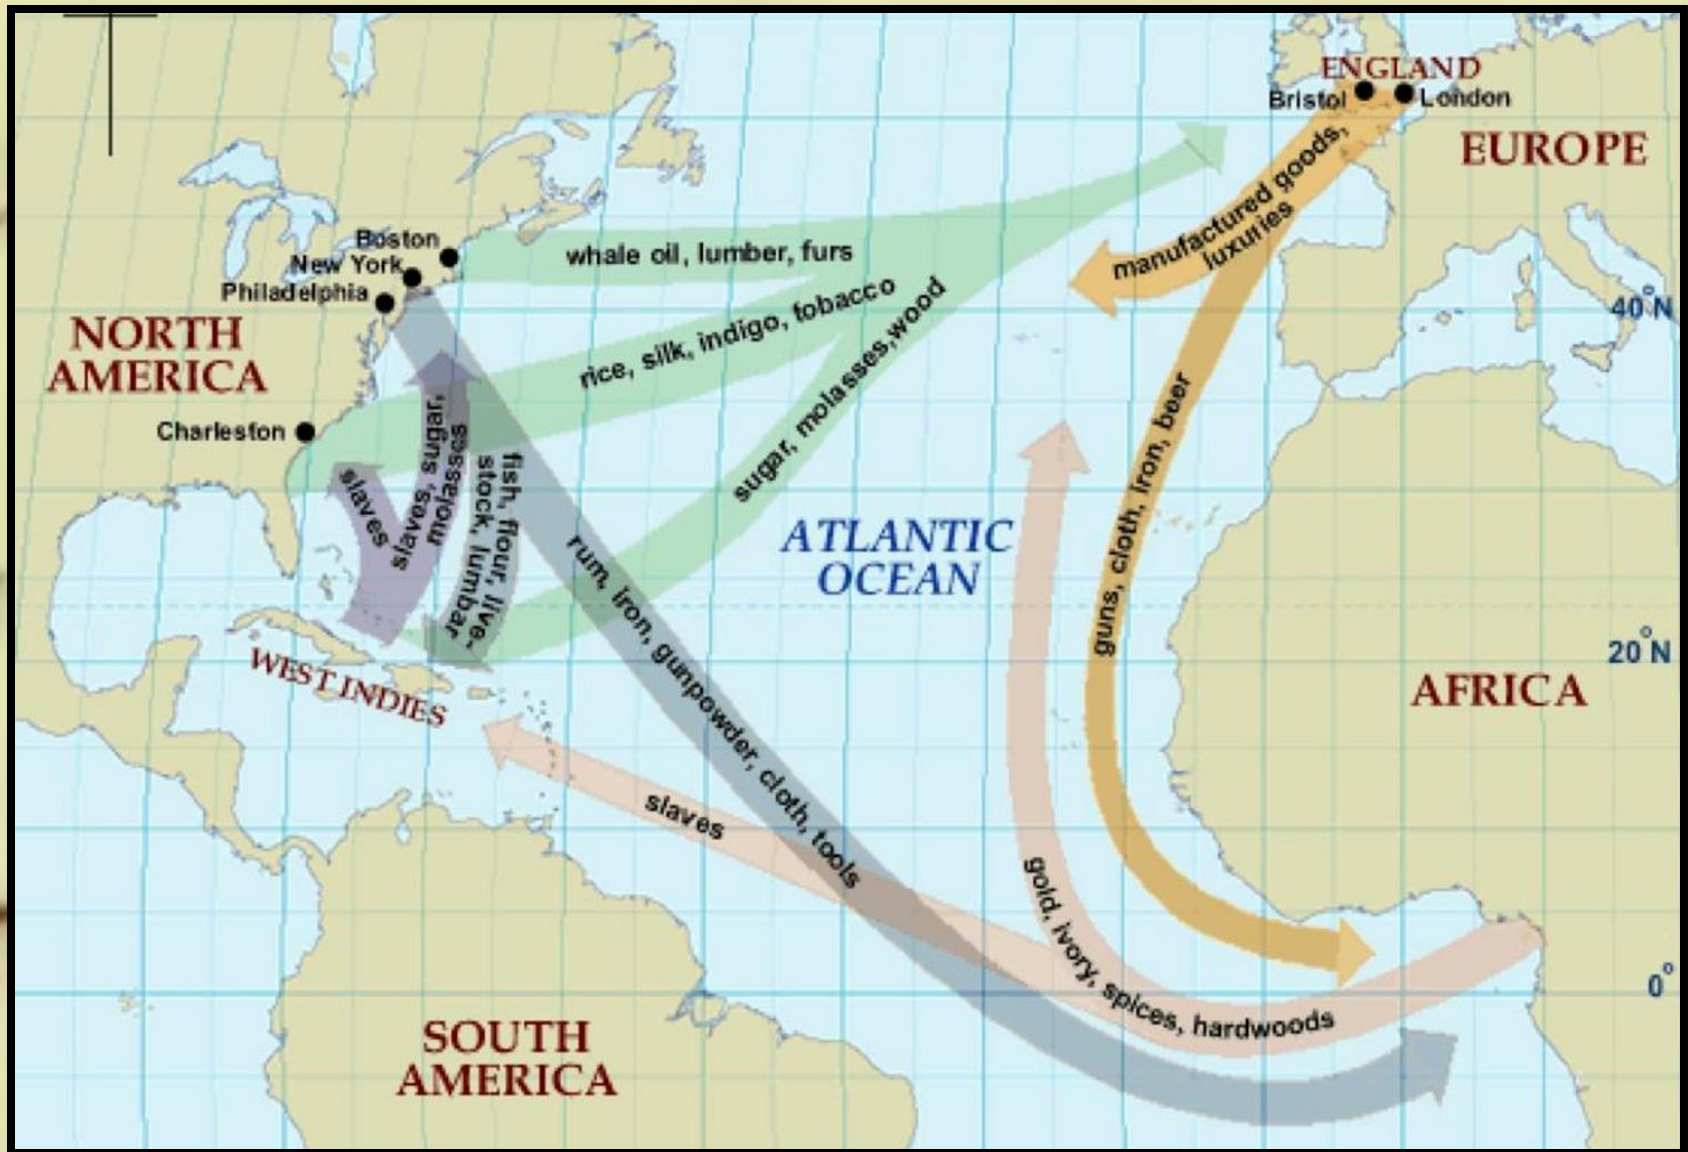 ENGLAND
Bristol
London
EUROPE
manufactured goods,
luxuries
Boston
New York
Philadelphia
whale oil, lumber, furs
rice, silk, indigo, tobacco
sugar, molasses, wood
40°N
NORTH
AMERICA
Charleston
slaves
slaves, sugar,
molasses
fish, flour, live-
stock, lumbar
guns, cloth, iron, beer
ATLANTIC
OCEAN
rum, iron, gunpowder, cloth, tools
20°N
WEST INDIES
AFRICA
slaves
gold, ivory, spices, hardwoods
0°
SOUTH
AMERICA